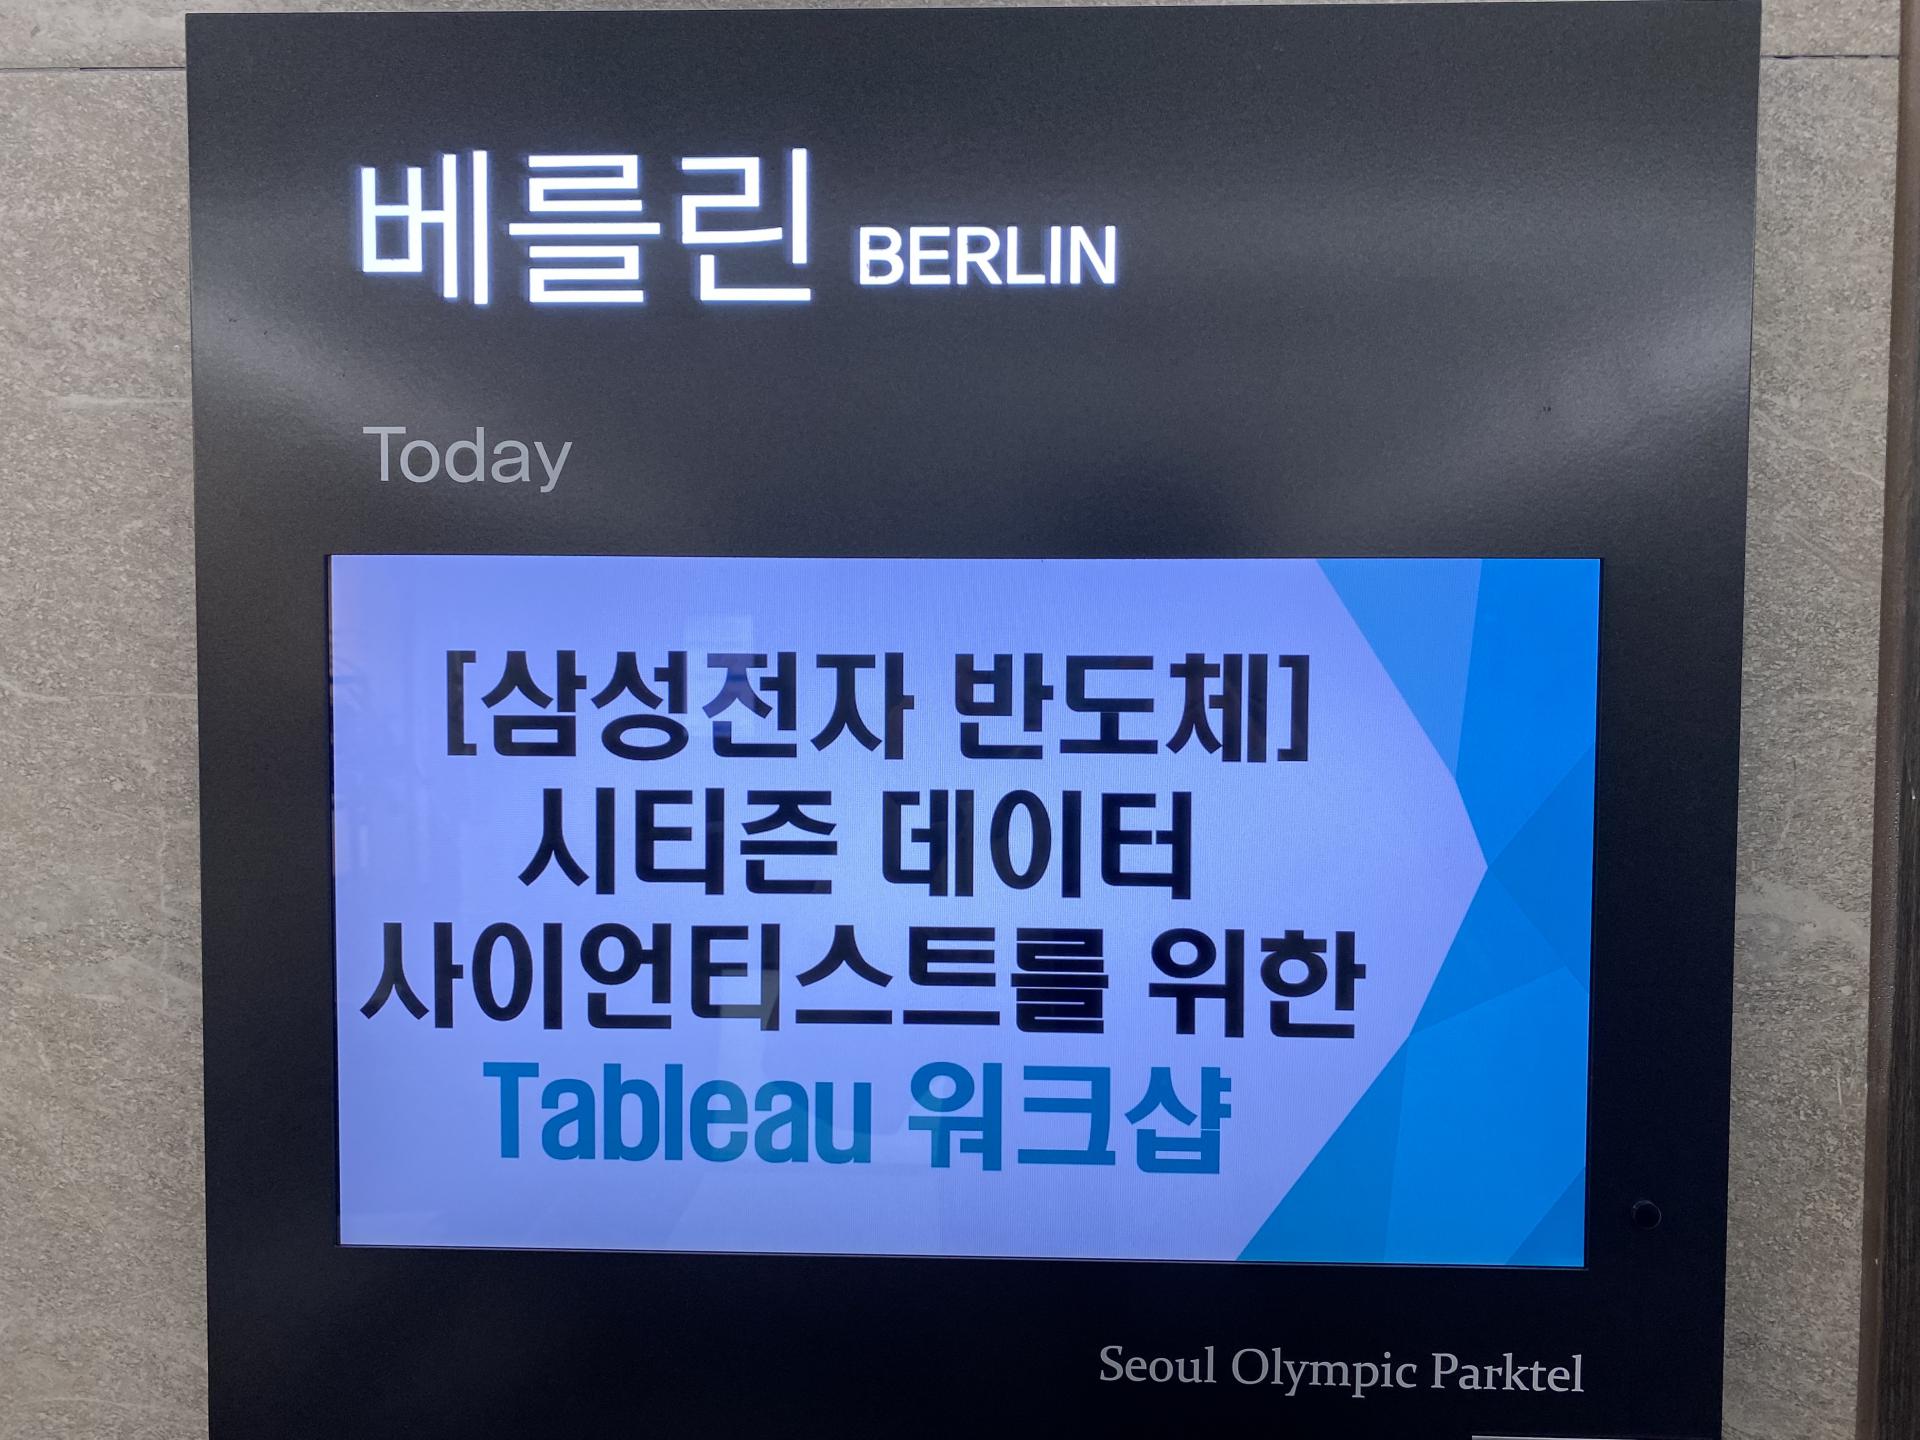 베를린 BERLIN
Today
[삼성전자 반도체]
시티즌 데이터
사이언티스트를 위한
Tableau 워크샵
Seoul Olympic Parktel